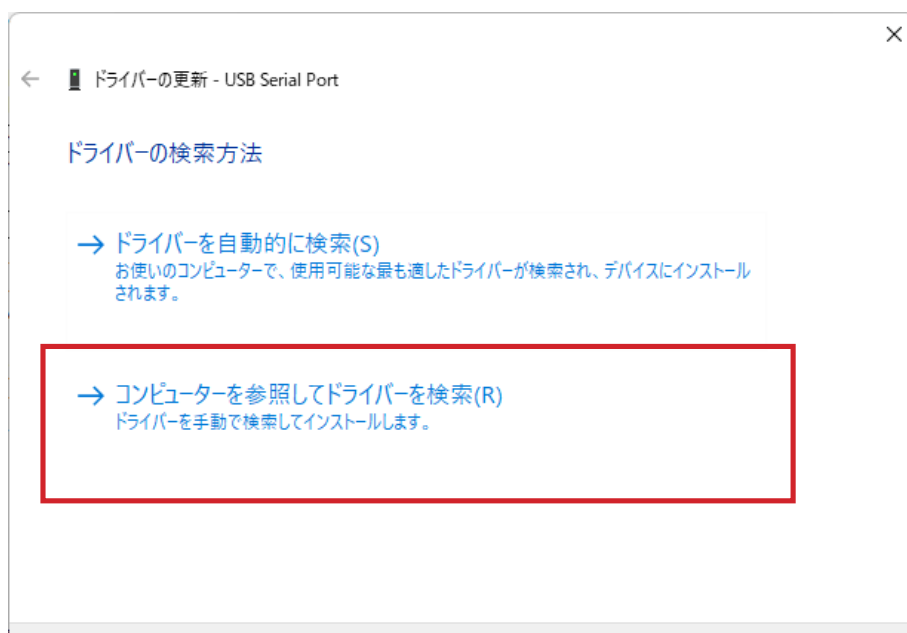 ドライバーの更新 - USB Serial Port
ドライバーの検索方法
ドライバーを自動的に検索(S)
お使いのコンピューターで、使用可能な最も適したドライバーが検索され、デバイスにインストール
されます。
コンピューターを参照してドライバーを検索(R)
ドライバーを手動で検索してインストールします。